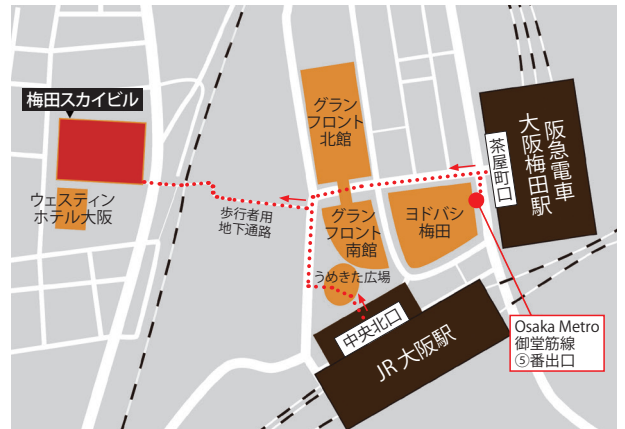 梅田スカイビル
ウェスティン
ホテル大阪
歩行者用
地下通路
グラン
フロント
北館
グラン
フロント
南館
うめきた広場
ヨドバシ
梅田
茶屋町口
阪急電車
大阪梅田駅
中央北口
JR 大阪駅
Osaka Metro
御堂筋線
⑤番出口